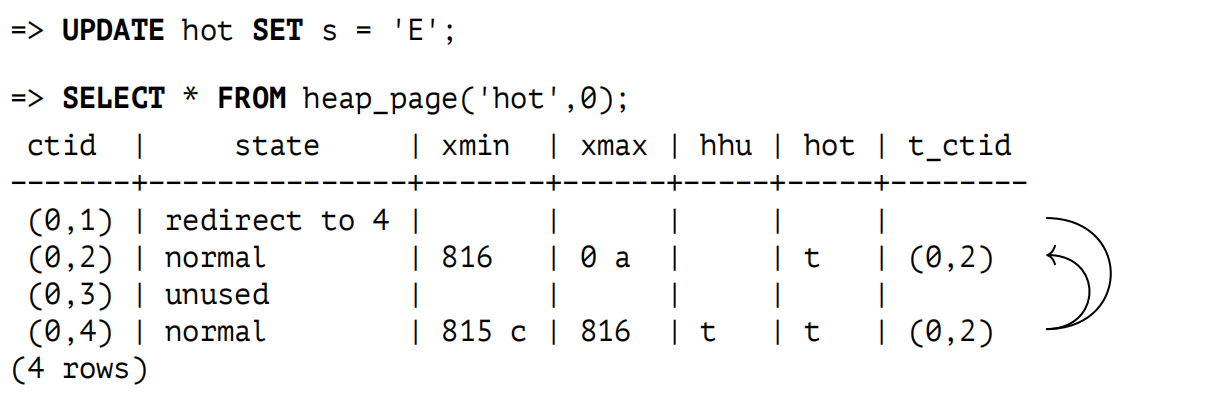 => UPDATE hot SET s = 'E';
=> SELECT * FROM heap_page('hot',0);
 ctid  |     state     | xmin  | xmax | hhu | hot | t_ctid
-------+---------------+-------+------+-----+-----+--------
 (0,1) | redirect to 4 |       |      |     |     |
 (0,2) | normal        | 816   | 0 a  |     | t   | (0,2)
 (0,3) | unused        |       |      |     |     |
 (0,4) | normal        | 815 c | 816  | t   | t   | (0,2)
(4 rows)